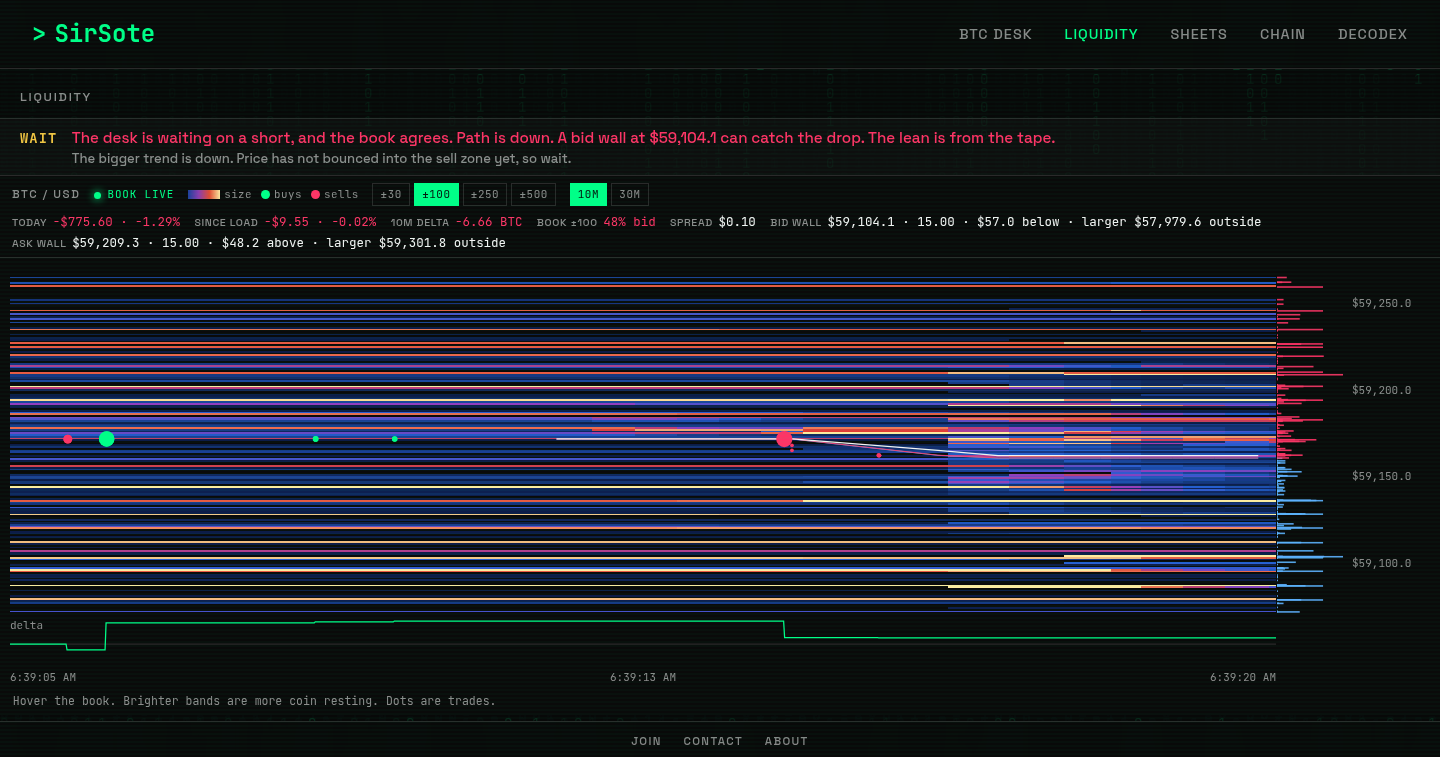 > SirSote
BTC DESK LIQUIDITY SHEETS CHAIN DECODEX
LIQUIDITY
WAIT The desk is waiting on a short, and the book agrees. Path is down. A bid wall at $59,104.1 can catch the drop. The lean is from the tape.
The bigger trend is down. Price has not bounced into the sell zone yet, so wait.
BTC / USD BOOK LIVE size buys sells ±30 ±100 ±250 ±500 10M 30M
TODAY -$775.60 · -1.29% SINCE LOAD -$9.55 · -0.02% 10M DELTA -6.66 BTC BOOK ±100 48% bid SPREAD $0.10 BID WALL $59,104.1 · 15.00 · $57.0 below · larger $57,979.6 outside
ASK WALL $59,209.3 · 15.00 · $48.2 above · larger $59,301.8 outside
$59,250.0
$59,200.0
$59,150.0
$59,100.0
delta
6:39:05 AM 6:39:13 AM 6:39:20 AM
Hover the book. Brighter bands are more coin resting. Dots are trades.
JOIN CONTACT ABOUT